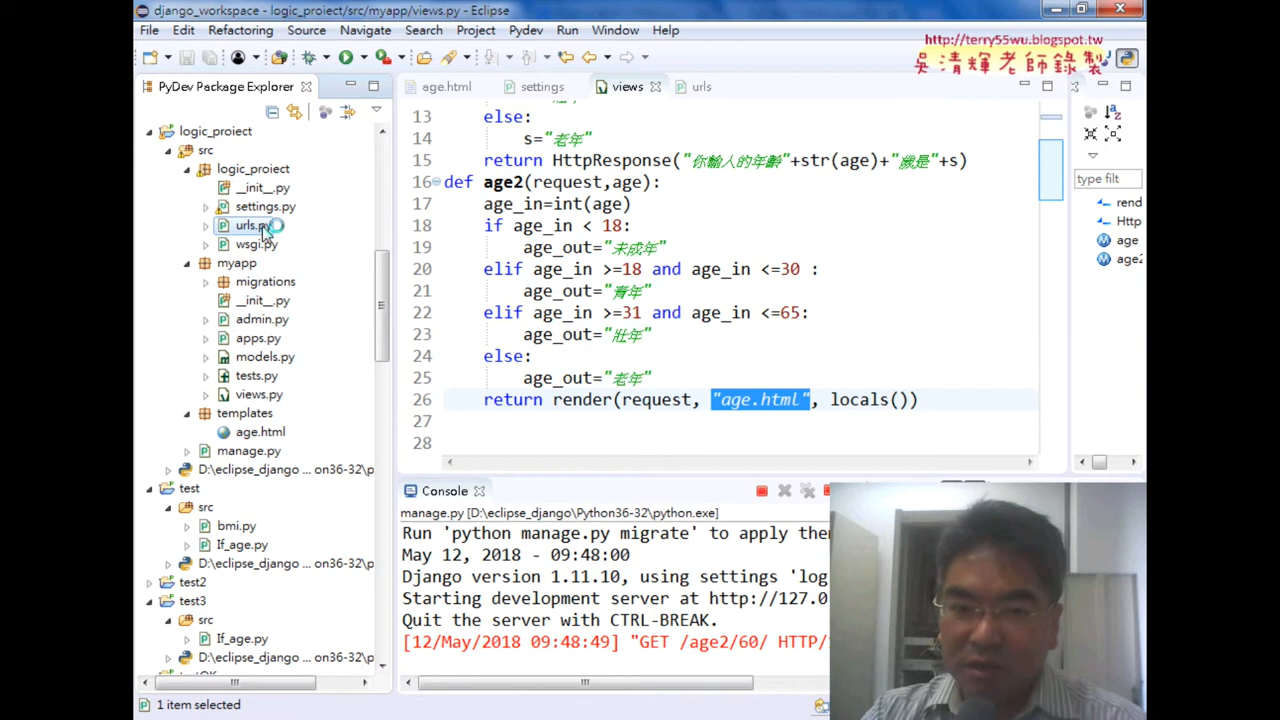 django_workspace - logic_proiect/src/myapp/views.py - Eclipse
File Edit Refactoring Source Navigate Search Project Pydev Run Window Help
http://terry55wu.blogspot.tw
吳清輝老師錄製
PyDev Package Explorer
age.html settings views urls
logic_proiect
src
logic_proiect
__init__.py
settings.py
urls.py
wsgi.py
myapp
migrations
__init__.py
admin.py
apps.py
models.py
tests.py
views.py
templates
age.html
manage.py
D:\eclipse_django ... on36-32\p
test
src
bmi.py
If_age.py
D:\eclipse_django ... on36-32\p
test2
test3
src
If_age.py
D:\eclipse_django ... on36-32\p
13 else:
14 s="老年"
15 return HttpResponse("你輸入的年齡"+str(age)+"歲是"+s)
16 def age2(request,age):
17 age_in=int(age)
18 if age_in < 18:
19 age_out="未成年"
20 elif age_in >=18 and age_in <=30 :
21 age_out="青年"
22 elif age_in >=31 and age_in <=65:
23 age_out="壯年"
24 else:
25 age_out="老年"
26 return render(request, "age.html", locals())
27
28
type filt
rend
Http
age
age2
Console
manage.py [D:\eclipse_django\Python36-32\python.exe]
Run 'python manage.py migrate' to apply then
May 12, 2018 - 09:48:00
Django version 1.11.10, using settings 'log
Starting development server at http://127.0
Quit the server with CTRL-BREAK.
[12/May/2018 09:48:49] "GET /age2/60/ HTTP/
1 item selected